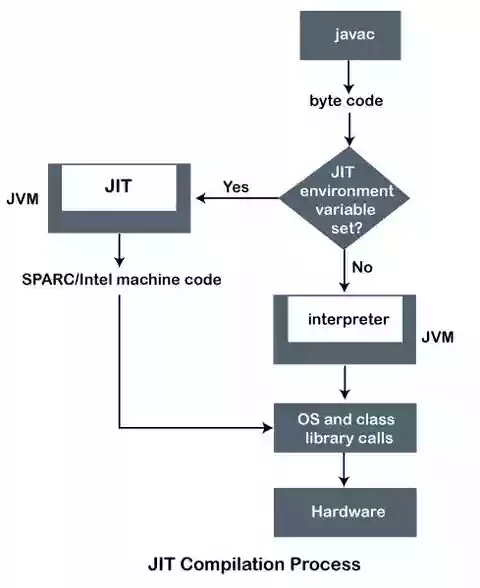 javac
byte code
JIT
environment
variable
set?
Yes
JIT
JVM
SPARC/Intel machine code
No
interpreter
JVM
OS and class
library calls
Hardware
JIT Compilation Process